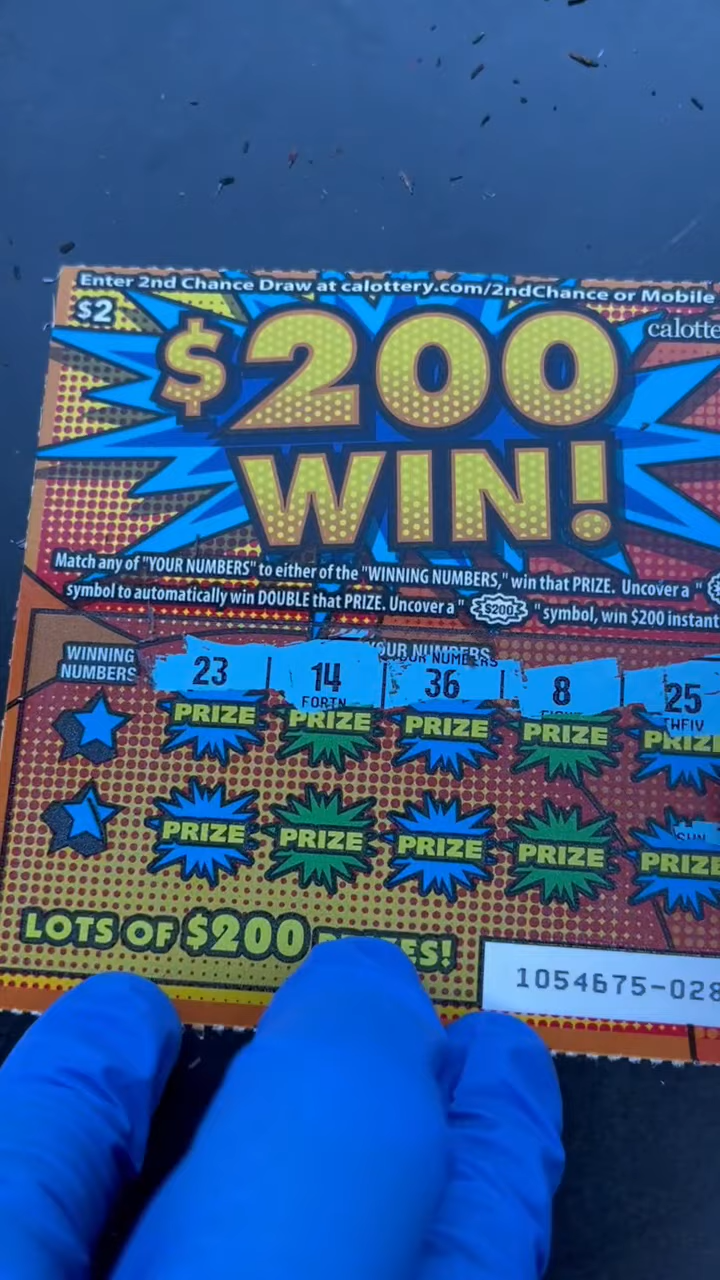 Enter 2nd Chance Draw at calottery.com/2ndChance or Mobile
$2
calotte
$200
WIN!
Match any of "YOUR NUMBERS" to either of the "WINNING NUMBERS," win that PRIZE. Uncover a "
symbol to automatically win DOUBLE that PRIZE. Uncover a " $200 " symbol, win $200 instant
YOUR NUMBERS
YOUR NUMBERS
WINNING
NUMBERS
23 14 36 8 25
FORTN
PRIZE PRIZE PRIZE PRIZE PRIZE
PRIZE PRIZE PRIZE PRIZE PRIZE
LOTS OF $200 PRIZES!
1054675-028